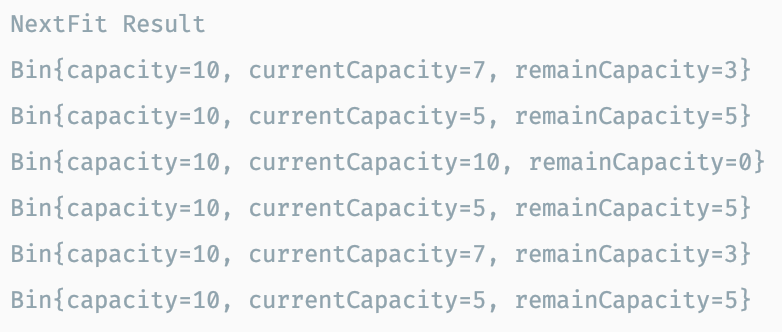 NextFit Result
Bin{capacity=10, currentCapacity=7, remainCapacity=3}
Bin{capacity=10, currentCapacity=5, remainCapacity=5}
Bin{capacity=10, currentCapacity=10, remainCapacity=0}
Bin{capacity=10, currentCapacity=5, remainCapacity=5}
Bin{capacity=10, currentCapacity=7, remainCapacity=3}
Bin{capacity=10, currentCapacity=5, remainCapacity=5}